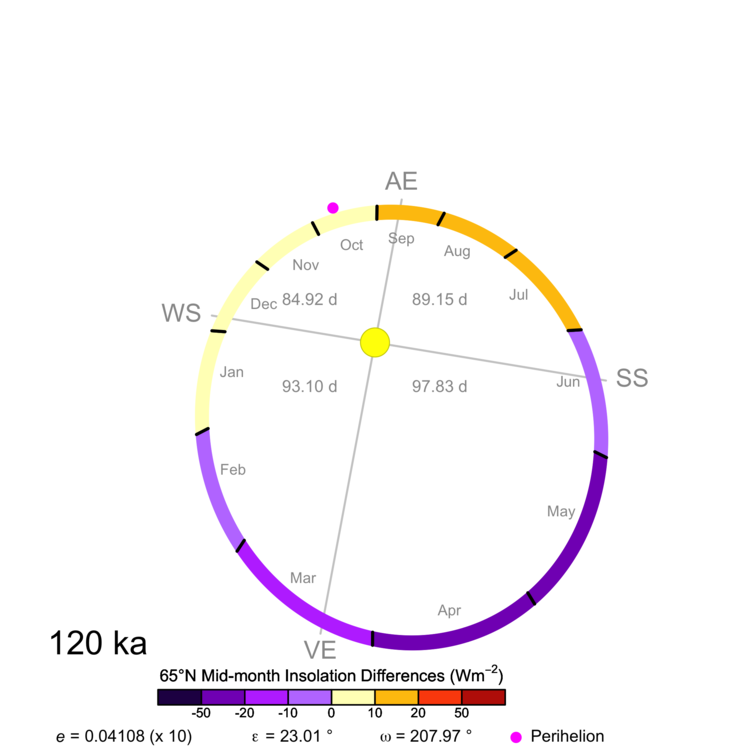 AE
Oct
Sep
Aug
Nov
Jul
Dec
84.92 d
89.15 d
WS
Jan
Jun
SS
93.10 d
97.83 d
Feb
May
Mar
Apr
120 ka
VE
65°N Mid-month Insolation Differences (Wm⁻²)
-50 -20 -10 0 10 20 50
e = 0.04108 (x 10) ε = 23.01 ° ω = 207.97 ° Perihelion